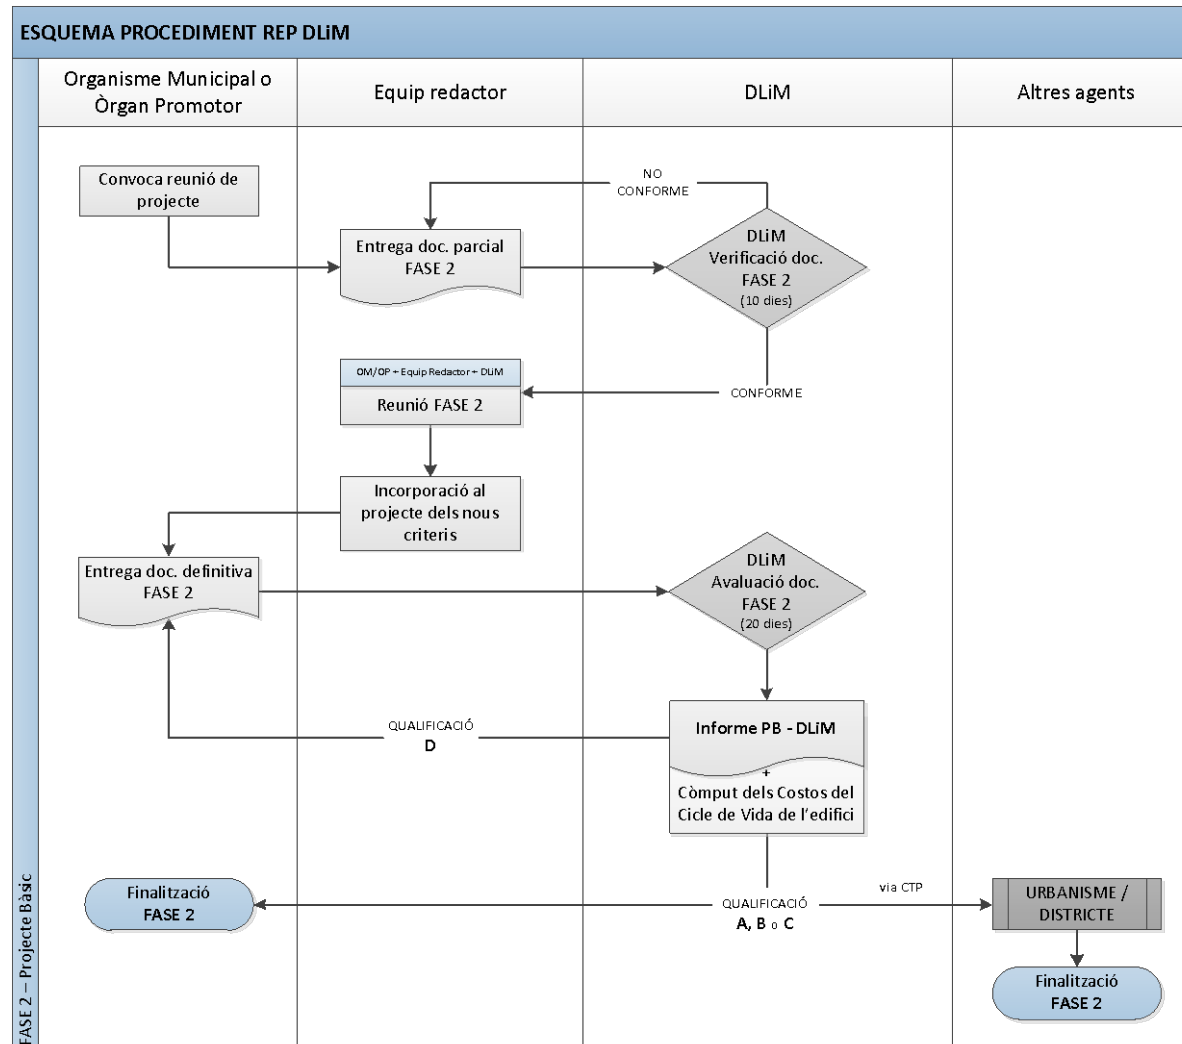 ESQUEMA PROCEDIMENT REP DLiM
Organisme Municipal o
Òrgan Promotor
Equip redactor
DLiM
Altres agents
Convoca reunió de
projecte
NO
CONFORME
Entrega doc. parcial
FASE 2
DLiM
Verificació doc.
FASE 2
(10 dies)
OM/OP + Equip Redactor + DLiM
Reunió FASE 2
CONFORME
Incorporació al
projecte dels nous
criteris
Entrega doc. definitiva
FASE 2
DLiM
Avaluació doc.
FASE 2
(20 dies)
QUALIFICACIÓ
D
Informe PB - DLiM
+
Còmput dels Costos del
Cicle de Vida de l'edifici
Finalització
FASE 2
QUALIFICACIÓ
A, B o C
via CTP
URBANISME /
DISTRICTE
Finalització
FASE 2
FASE 2 – Projecte Bàsic